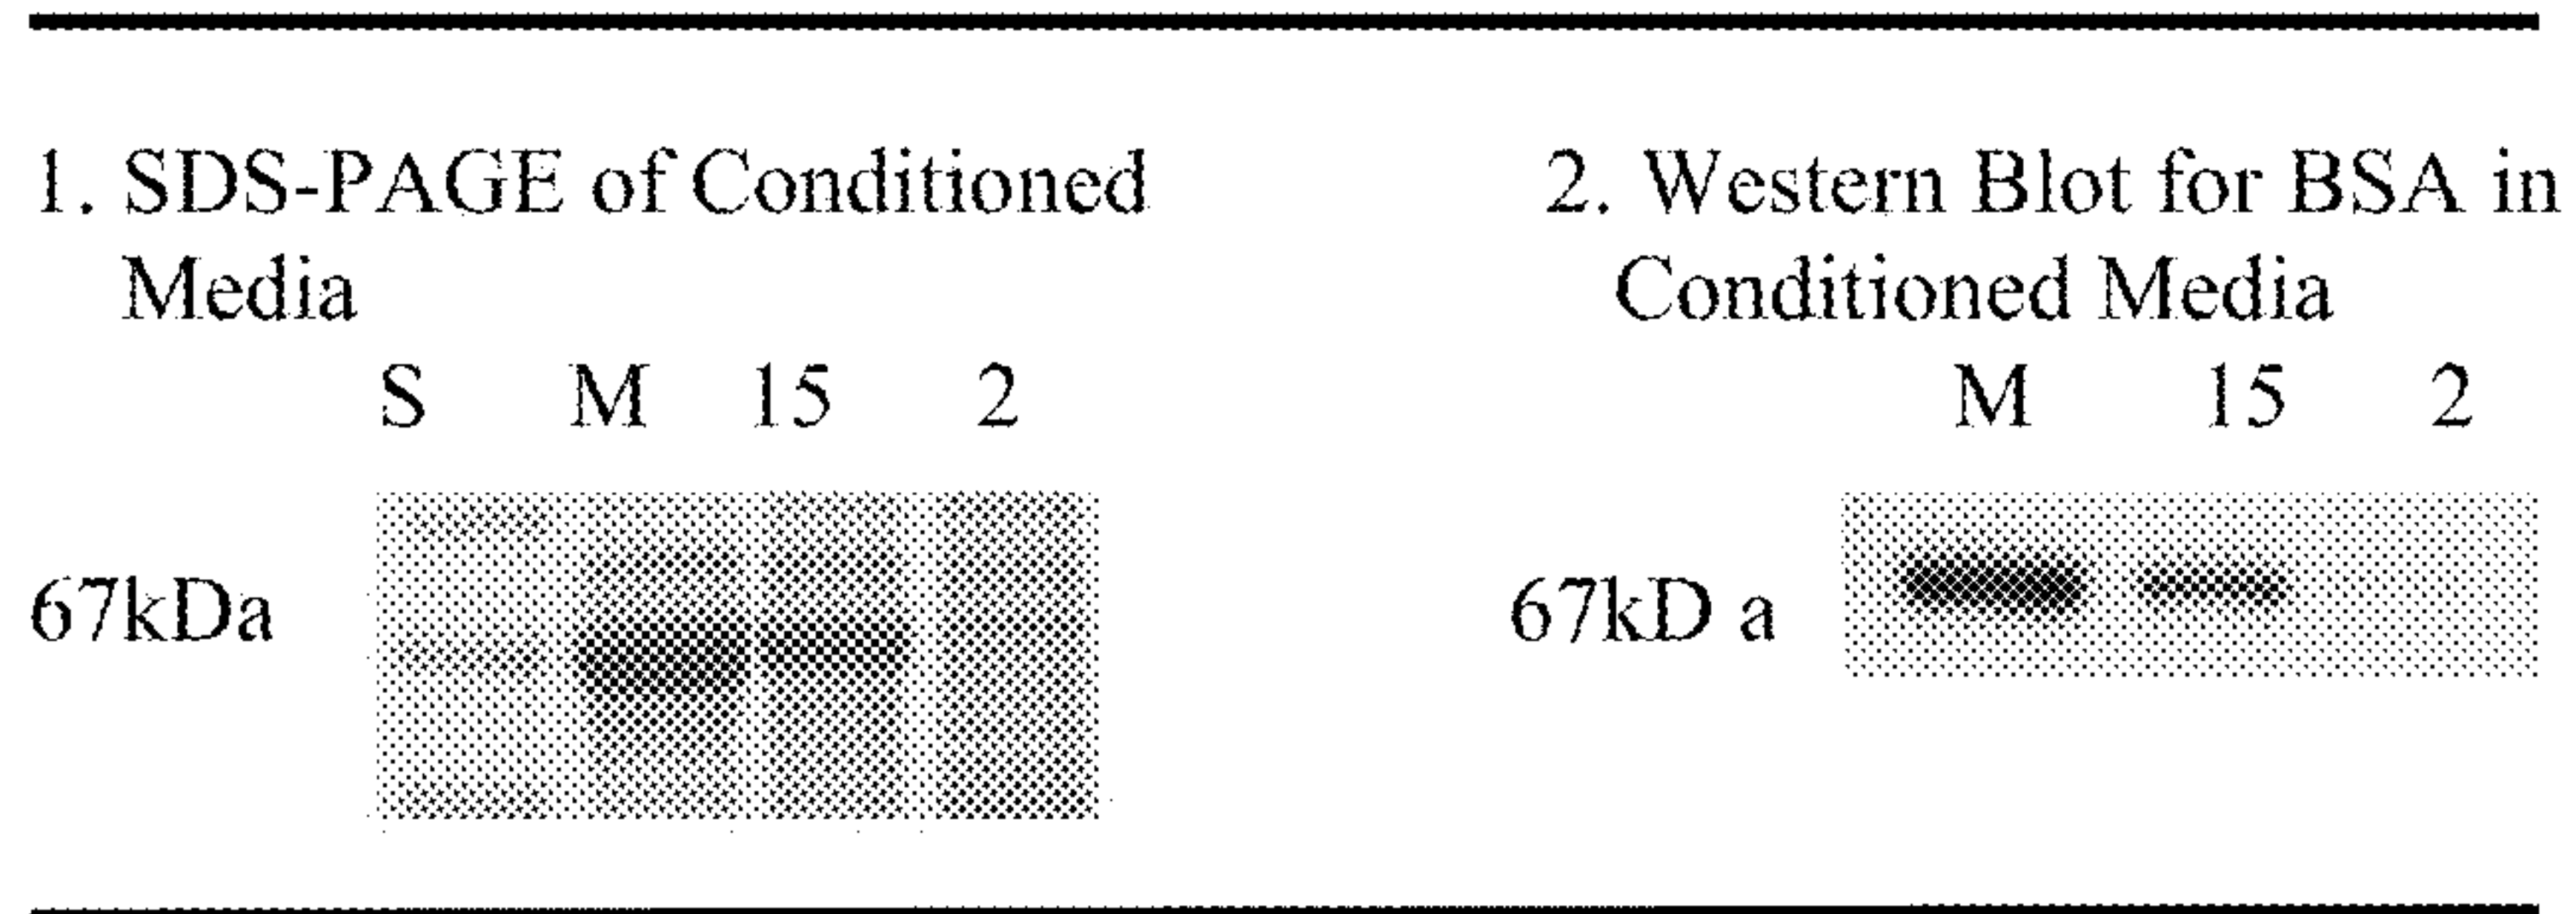 1. SDS-PAGE of Conditioned
Media
S M 15 2
67kDa
2. Western Blot for BSA in
Conditioned Media
M 15 2
67kD a